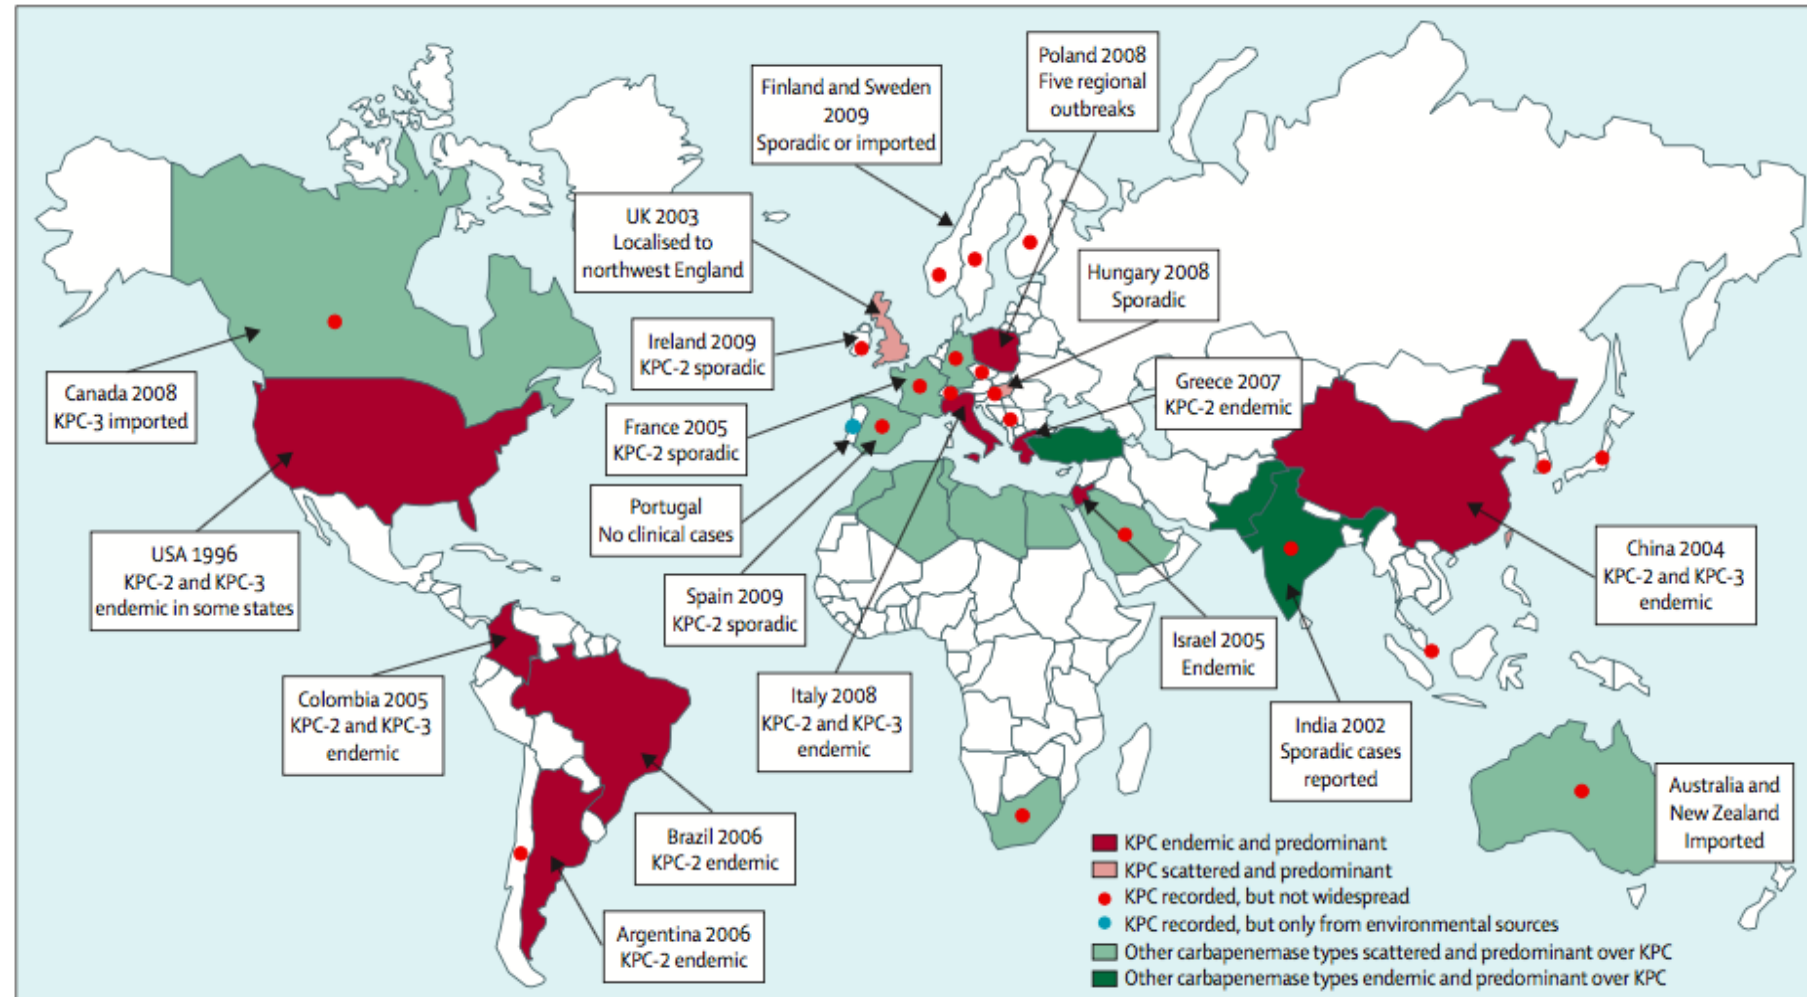 Poland 2008
Five regional
outbreaks
Finland and Sweden
2009
Sporadic or imported
UK 2003
Localised to
northwest England
Hungary 2008
Sporadic
Ireland 2009
KPC-2 sporadic
Canada 2008
KPC-3 imported
Greece 2007
KPC-2 endemic
France 2005
KPC-2 sporadic
Portugal
No clinical cases
USA 1996
KPC-2 and KPC-3
endemic in some states
China 2004
KPC-2 and KPC-3
endemic
Spain 2009
KPC-2 sporadic
Israel 2005
Endemic
Colombia 2005
KPC-2 and KPC-3
endemic
Italy 2008
KPC-2 and KPC-3
endemic
India 2002
Sporadic cases
reported
Australia and
New Zealand
Imported
Brazil 2006
KPC-2 endemic
Argentina 2006
KPC-2 endemic
KPC endemic and predominant
KPC scattered and predominant
KPC recorded, but not widespread
KPC recorded, but only from environmental sources
Other carbapenemase types scattered and predominant over KPC
Other carbapenemase types endemic and predominant over KPC